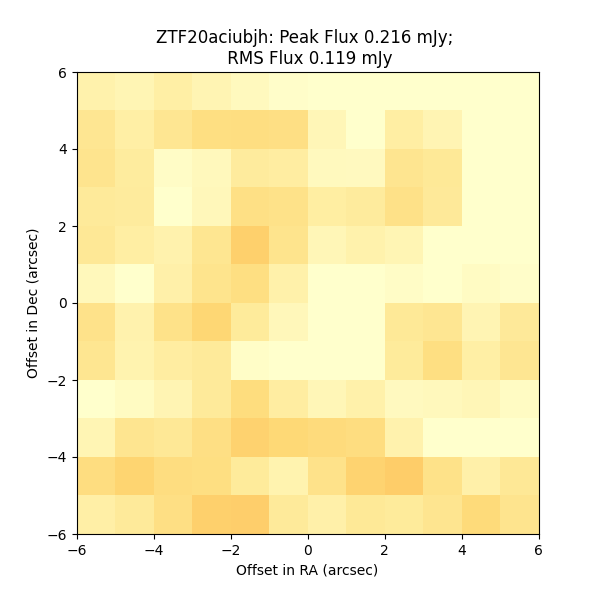 ZTF20aciubjh: Peak Flux 0.216 mJy;
RMS Flux 0.119 mJy
6
4
2
0
−2
−4
−6
Offset in Dec (arcsec)
−6 −4 −2 0 2 4 6
Offset in RA (arcsec)